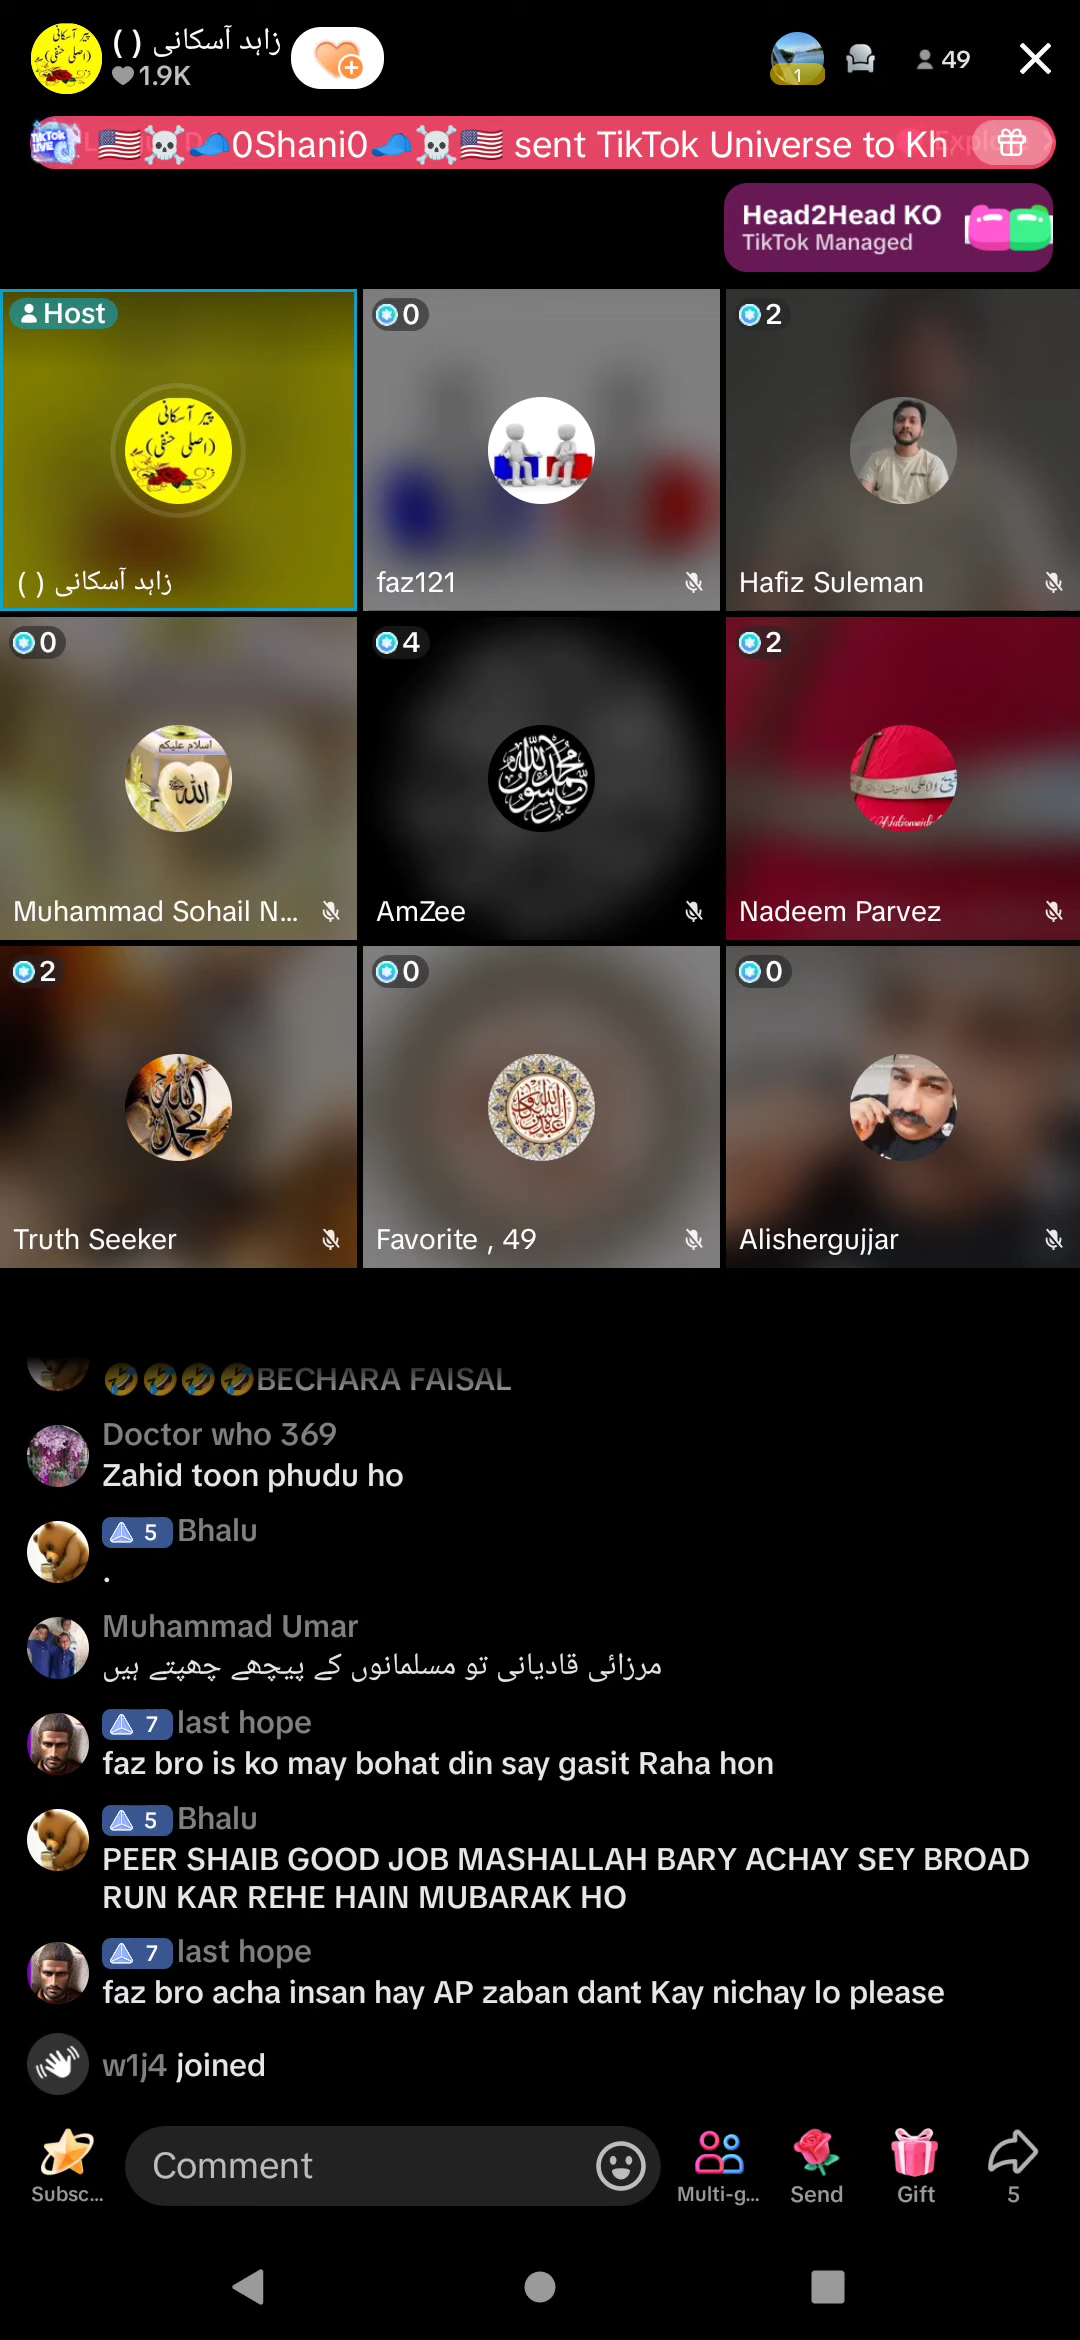 زاہد آسکانی ( )
1.9K
1
49
🇺🇸☠️🧢0Shani0🧢☠️🇺🇸 sent TikTok Universe to Kh
Head2Head KO
TikTok Managed
Host
پیر آسکانی
(اصلی حنفی)
زاہد آسکانی ( )
0
faz121
2
Hafiz Suleman
0
Muhammad Sohail N...
4
AmZee
2
Nadeem Parvez
2
Truth Seeker
0
Favorite , 49
0
Alishergujjar
🤣🤣🤣🤣BECHARA FAISAL
Doctor who 369
Zahid toon phudu ho
5 Bhalu
.
Muhammad Umar
مرزائی قادیانی تو مسلمانوں کے پیچھے چھپتے ہیں
7 last hope
faz bro is ko may bohat din say gasit Raha hon
5 Bhalu
PEER SHAIB GOOD JOB MASHALLAH BARY ACHAY SEY BROAD
RUN KAR REHE HAIN MUBARAK HO
7 last hope
faz bro acha insan hay AP zaban dant Kay nichay lo please
w1j4 joined
Comment
Subsc...
Multi-g...
Send
Gift
5